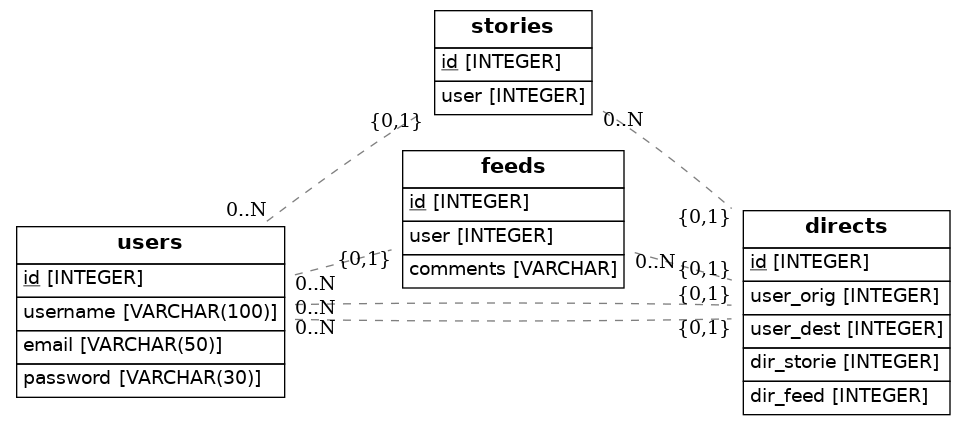 stories
id [INTEGER]
user [INTEGER]
{0,1}
0..N
0..N
{0,1}
feeds
id [INTEGER]
user [INTEGER]
comments [VARCHAR]
{0,1}
0..N
0..N
{0,1}
{0,1}
0..N
0..N
{0,1}
users
id [INTEGER]
username [VARCHAR(100)]
email [VARCHAR(50)]
password [VARCHAR(30)]
directs
id [INTEGER]
user_orig [INTEGER]
user_dest [INTEGER]
dir_storie [INTEGER]
dir_feed [INTEGER]